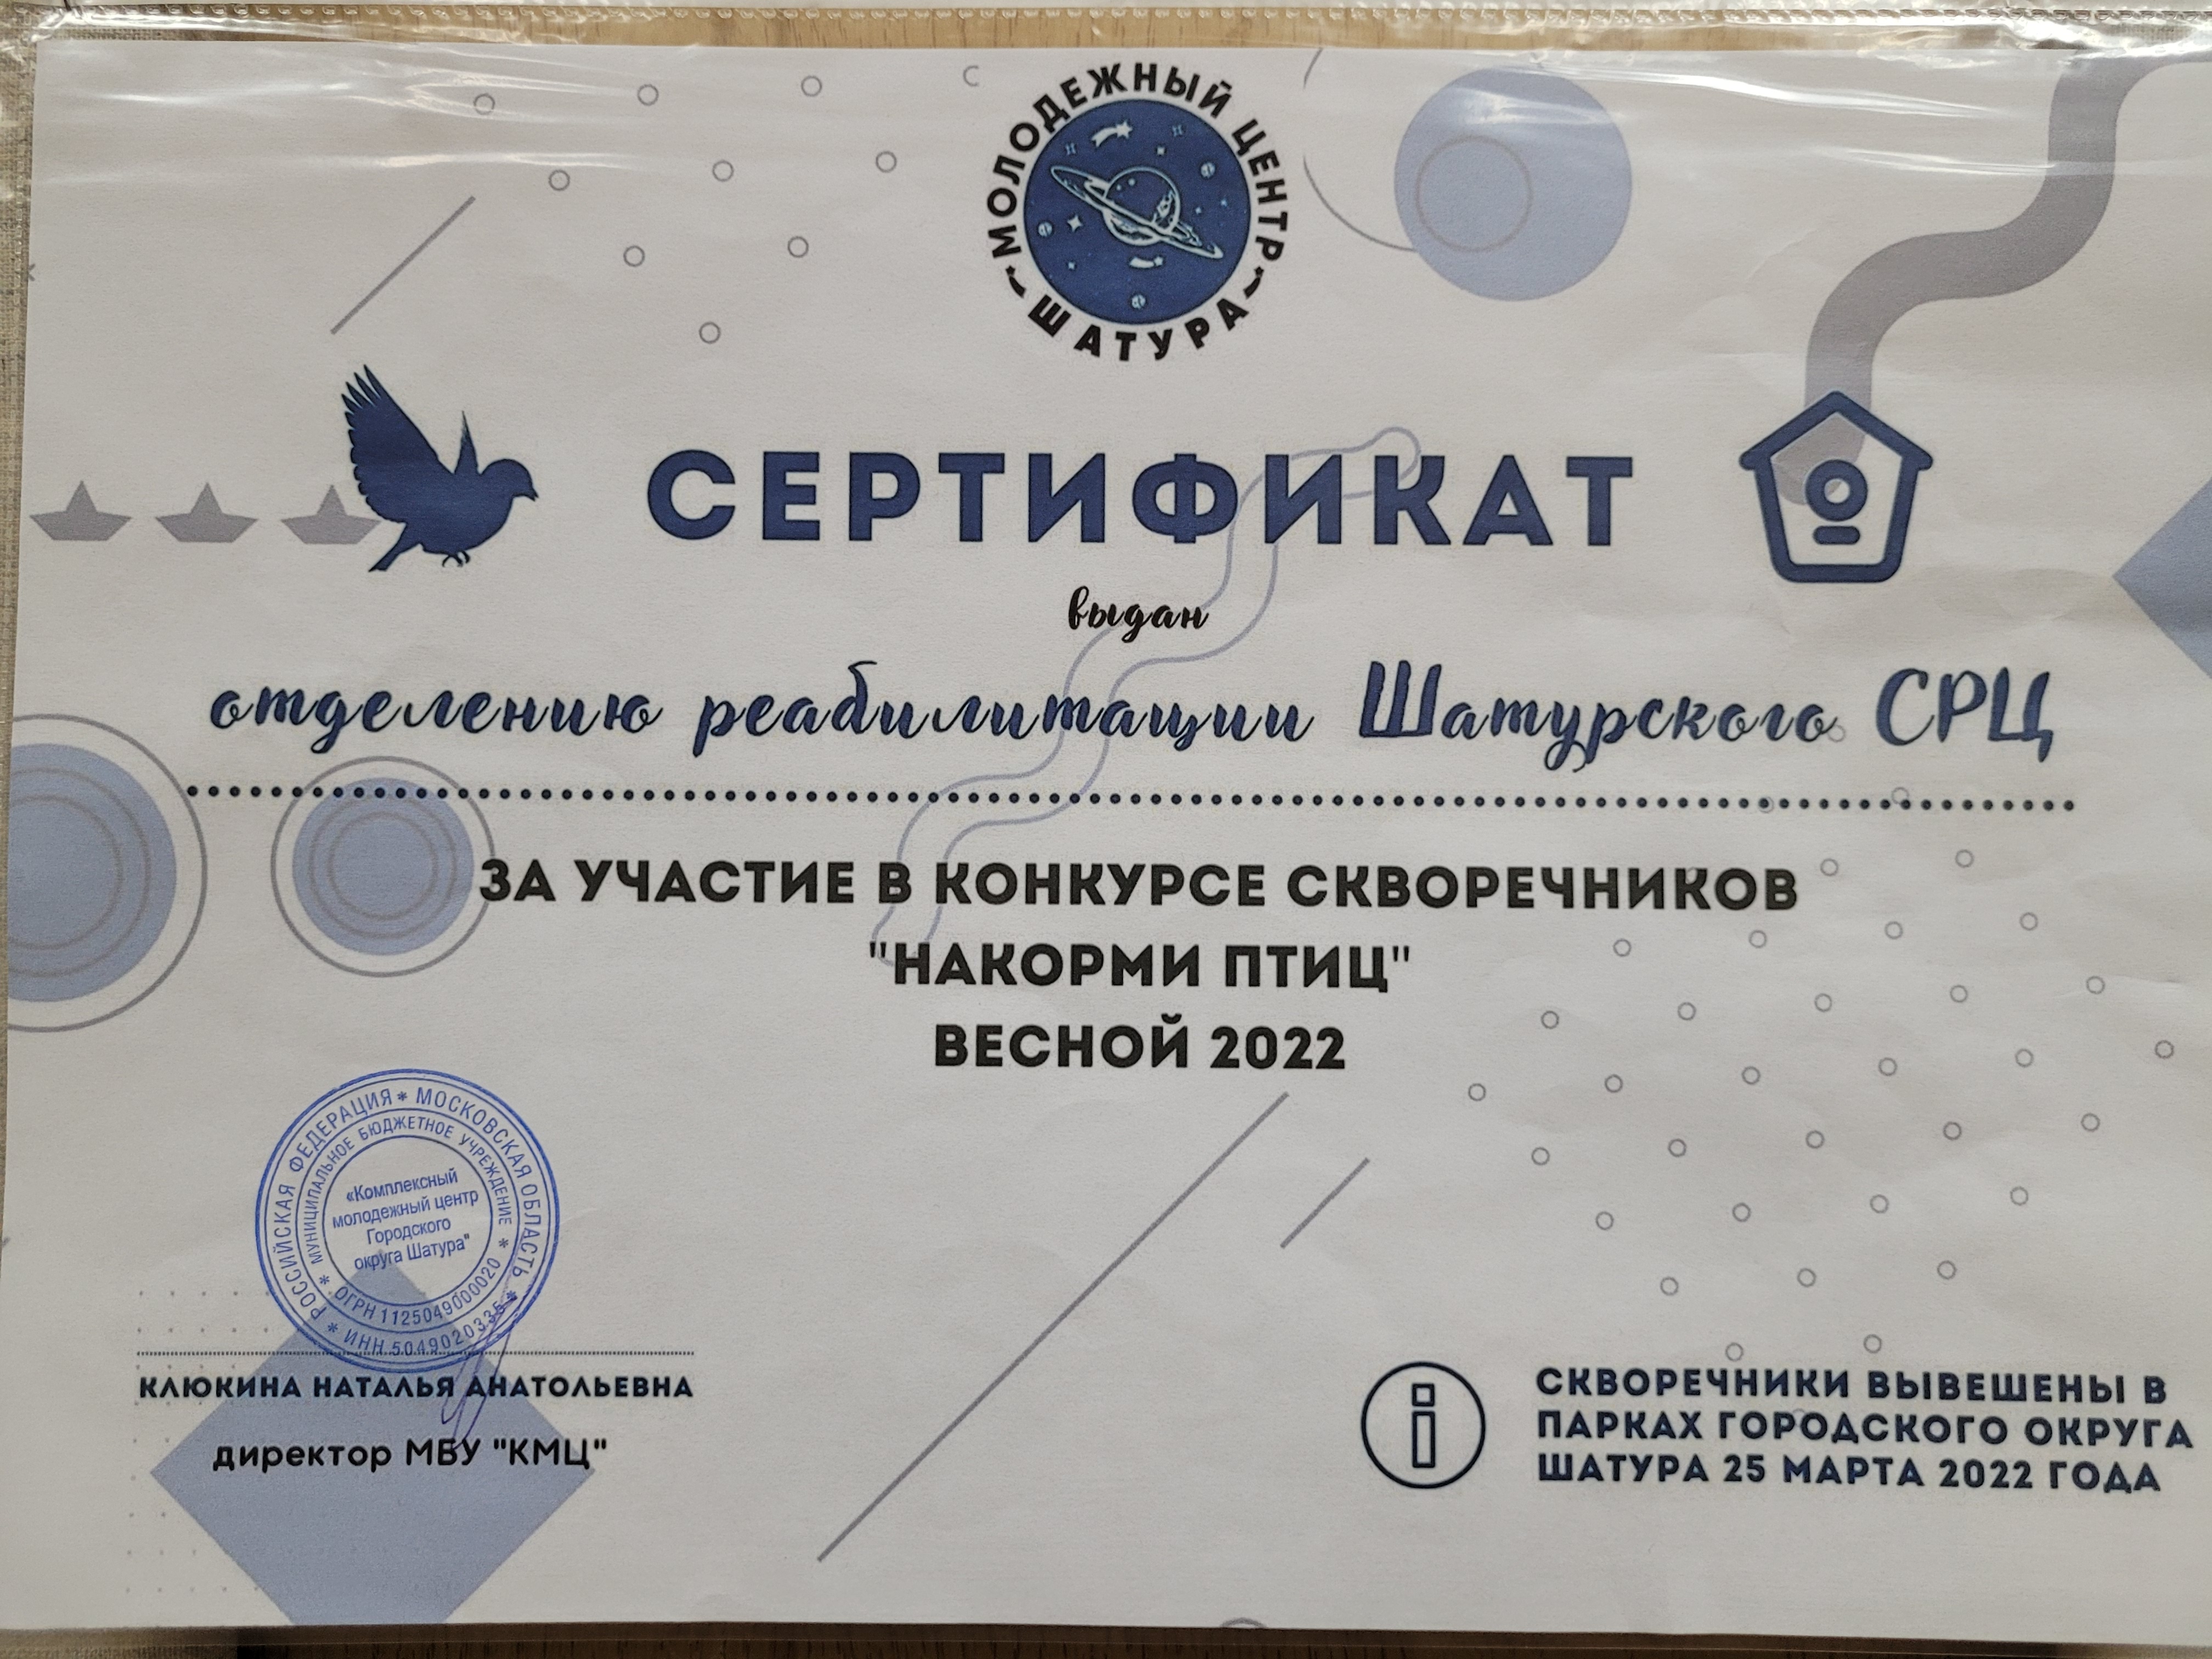 МОЛОДЕЖНЫЙ ЦЕНТР
ШАТУРА
СЕРТИФИКАТ
выдан
отделению реабилитации Шатурского СРЦ
ЗА УЧАСТИЕ В КОНКУРСЕ СКВОРЕЧНИКОВ
"НАКОРМИ ПТИЦ"
ВЕСНОЙ 2022
РОССИЙСКАЯ ФЕДЕРАЦИЯ * МОСКОВСКАЯ ОБЛАСТЬ *
* ИНН 5049020335
* МУНИЦИПАЛЬНОЕ БЮДЖЕТНОЕ УЧРЕЖДЕНИЕ *
ОГРН 1125049000020
«Комплексный
молодежный центр
Городского
округа Шатура"
КЛЮКИНА НАТАЛЬЯ АНАТОЛЬЕВНА
директор МБУ "КМЦ"
СКВОРЕЧНИКИ ВЫВЕШЕНЫ В
ПАРКАХ ГОРОДСКОГО ОКРУГА
ШАТУРА 25 МАРТА 2022 ГОДА